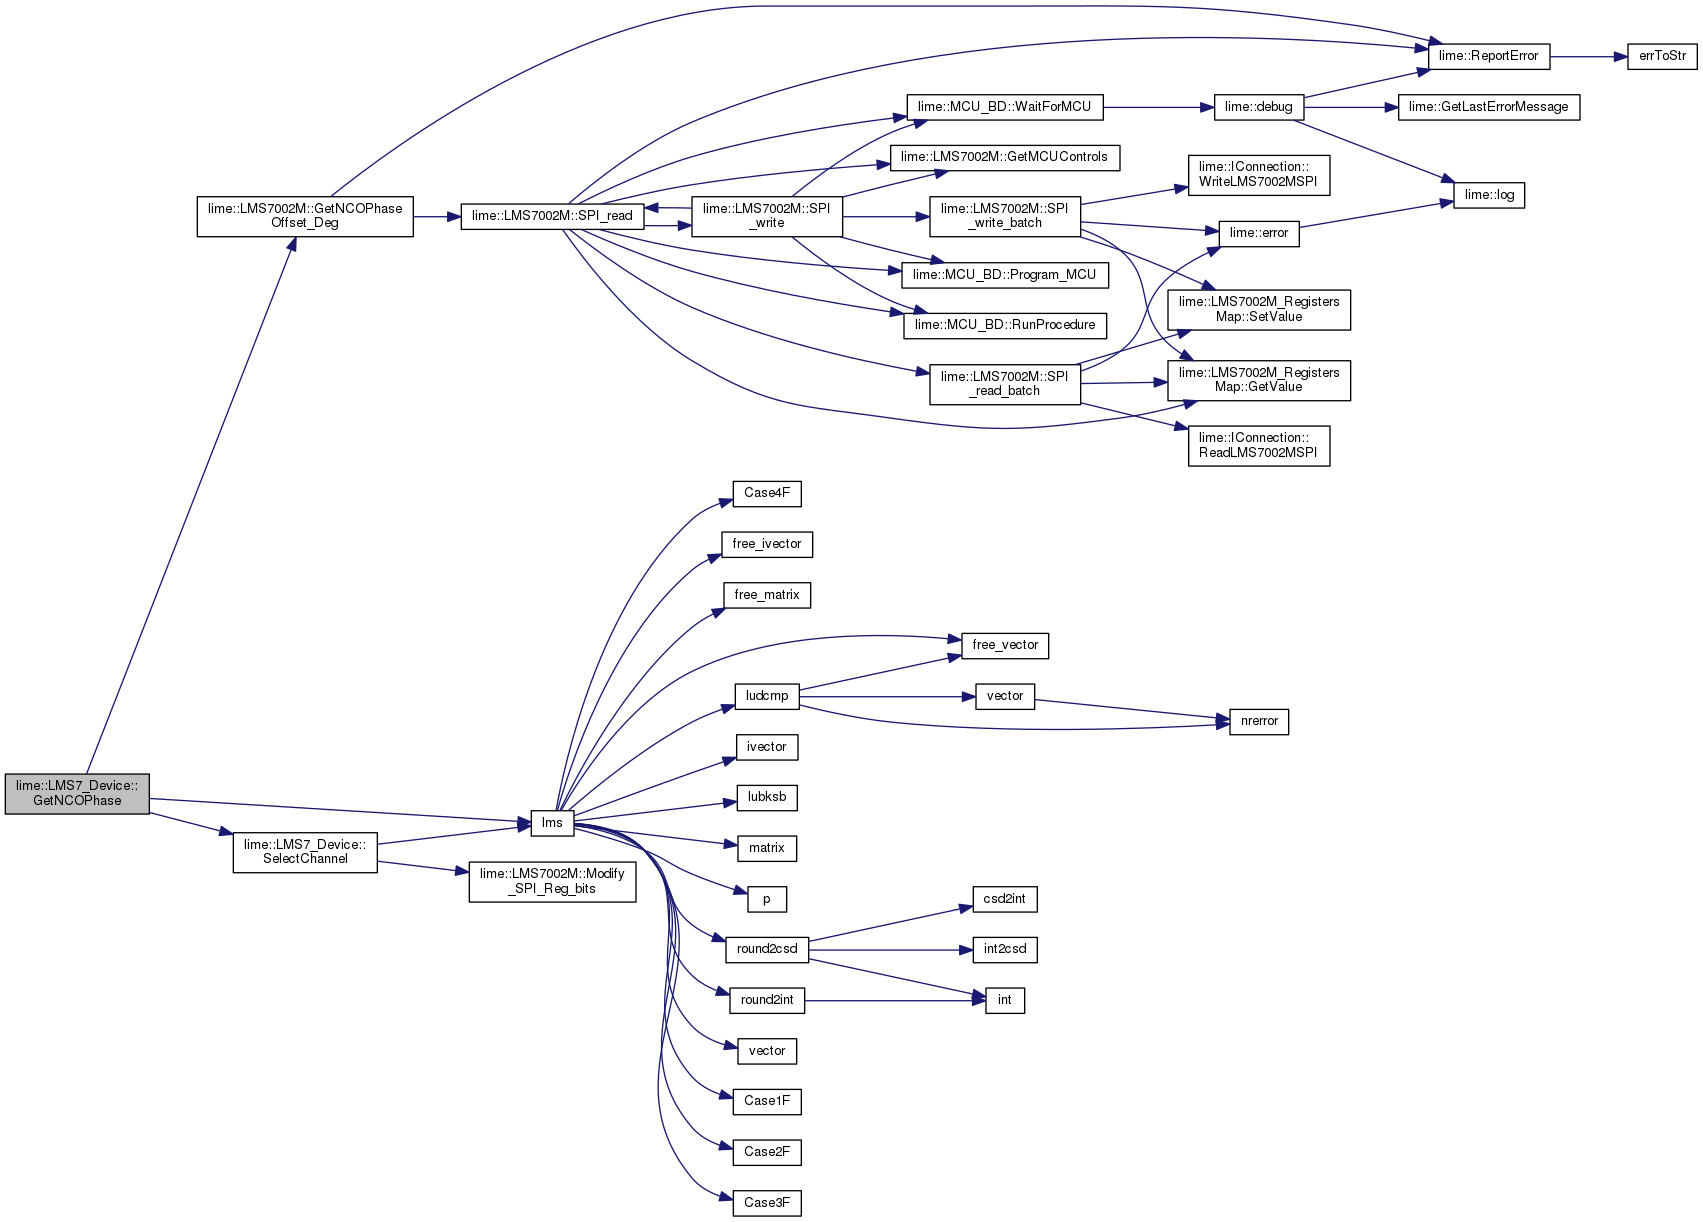 lime::ReportError
errToStr
lime::MCU_BD::WaitForMCU
lime::debug
lime::GetLastErrorMessage
lime::LMS7002M::GetMCUControls
lime::IConnection::
WriteLMS7002MSPI
lime::log
lime::LMS7002M::GetNCOPhase
Offset_Deg
lime::LMS7002M::SPI_read
lime::LMS7002M::SPI
_write
lime::LMS7002M::SPI
_write_batch
lime::error
lime::MCU_BD::Program_MCU
lime::LMS7002M_Registers
Map::SetValue
lime::MCU_BD::RunProcedure
lime::LMS7002M::SPI
_read_batch
lime::LMS7002M_Registers
Map::GetValue
lime::IConnection::
ReadLMS7002MSPI
Case4F
free_ivector
free_matrix
free_vector
ludcmp
vector
nrerror
ivector
lime::LMS7_Device::
GetNCOPhase
lubksb
lms
lime::LMS7_Device::
SelectChannel
matrix
lime::LMS7002M::Modify
_SPI_Reg_bits
p
csd2int
round2csd
int2csd
round2int
int
vector
Case1F
Case2F
Case3F